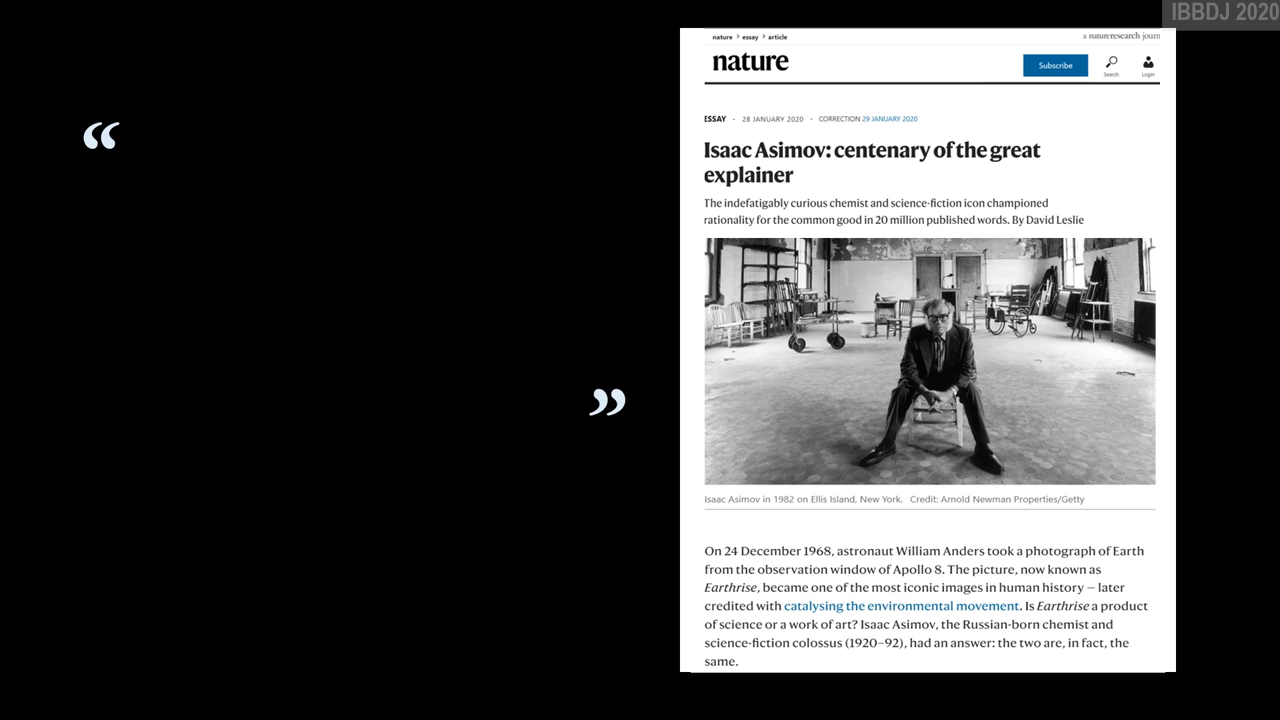 IBBDJ 2020
“
”
nature > essay > article
a natureresearch journ
nature
Subscribe
Search
Login
ESSAY · 28 JANUARY 2020 · CORRECTION 29 JANUARY 2020
Isaac Asimov: centenary of the great
explainer
The indefatigably curious chemist and science-fiction icon championed
rationality for the common good in 20 million published words. By David Leslie
Isaac Asimov in 1982 on Ellis Island, New York. Credit: Arnold Newman Properties/Getty
On 24 December 1968, astronaut William Anders took a photograph of Earth
from the observation window of Apollo 8. The picture, now known as
Earthrise, became one of the most iconic images in human history — later
credited with catalysing the environmental movement. Is Earthrise a product
of science or a work of art? Isaac Asimov, the Russian-born chemist and
science-fiction colossus (1920–92), had an answer: the two are, in fact, the
same.